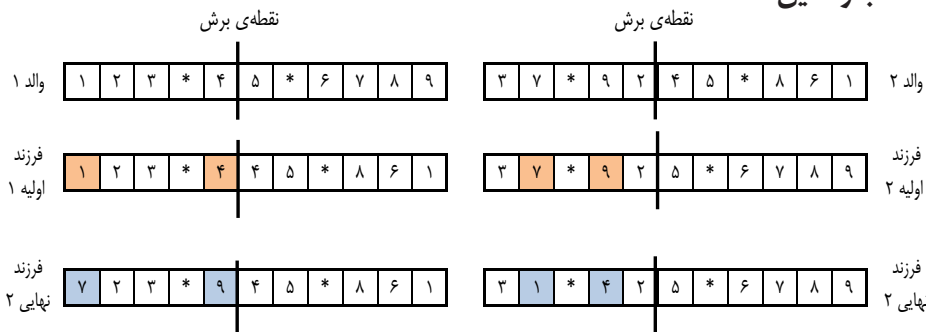 نقطه‌ی برش نقطه‌ی برش
والد ۱ ۱ ۲ ۳ * ۴ ۵ * ۶ ۷ ۸ ۹ ۳ ۷ * ۹ ۲ ۴ ۵ * ۸ ۶ ۱ والد ۲
فرزند اولیه ۱ ۱ ۲ ۳ * ۴ ۴ ۵ * ۸ ۶ ۱ ۳ ۷ * ۹ ۲ ۵ * ۶ ۷ ۸ ۹ فرزند اولیه ۲
فرزند نهایی ۲ ۷ ۲ ۳ * ۹ ۴ ۵ * ۸ ۶ ۱ ۳ ۱ * ۴ ۲ ۵ * ۶ ۷ ۸ ۹ فرزند نهایی ۲